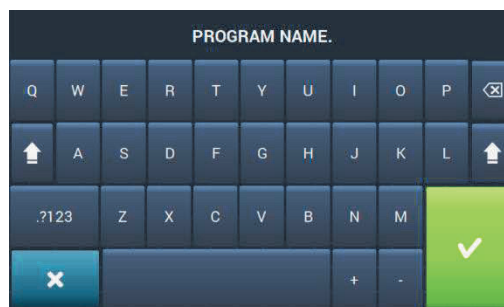 PROGRAM NAME.
Q W E R T Y U I O P
A S D F G H J K L
.?123 Z X C V B N M
+ -